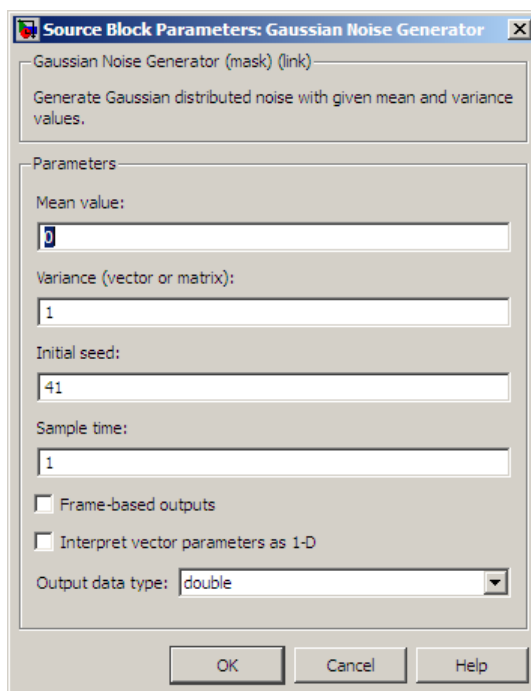 Source Block Parameters: Gaussian Noise Generator
Gaussian Noise Generator (mask) (link)
Generate Gaussian distributed noise with given mean and variance
values.
Parameters
Mean value:
0
Variance (vector or matrix):
1
Initial seed:
41
Sample time:
1
Frame-based outputs
Interpret vector parameters as 1-D
Output data type: double
OK Cancel Help